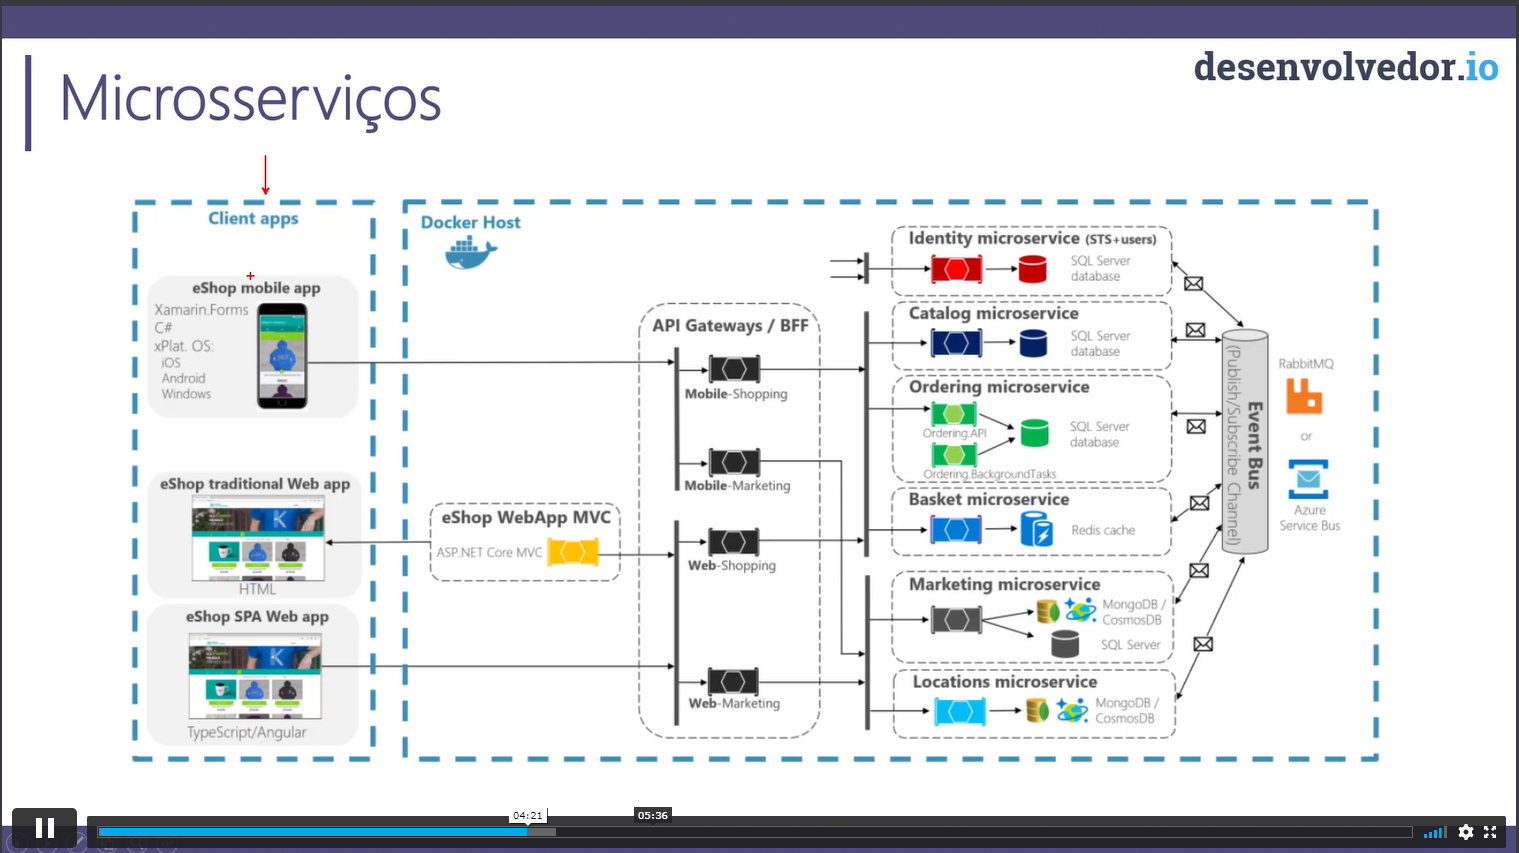 desenvolvedor.io
Microsserviços
Client apps
eShop mobile app
Xamarin.Forms
C#
xPlat. OS:
iOS
Android
Windows
eShop traditional Web app
HTML
eShop SPA Web app
TypeScript/Angular
Docker Host
eShop WebApp MVC
ASP.NET Core MVC
API Gateways / BFF
Mobile-Shopping
Mobile-Marketing
Web-Shopping
Web-Marketing
Identity microservice (STS+users)
SQL Server
database
Catalog microservice
SQL Server
database
Ordering microservice
Ordering.API
Ordering.BackgroundTasks
SQL Server
database
Basket microservice
Redis cache
Marketing microservice
MongoDB /
CosmosDB
SQL Server
Locations microservice
MongoDB /
CosmosDB
Event Bus
(Publish/Subscribe Channel)
RabbitMQ
or
Azure
Service Bus
04:21
05:36